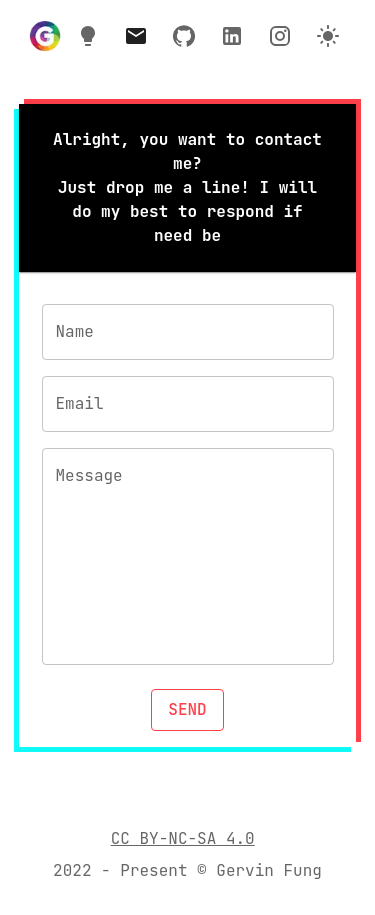 Alright, you want to contact
me?
Just drop me a line! I will
do my best to respond if
need be
Name
Email
Message
SEND
CC BY-NC-SA 4.0
2022 - Present © Gervin Fung